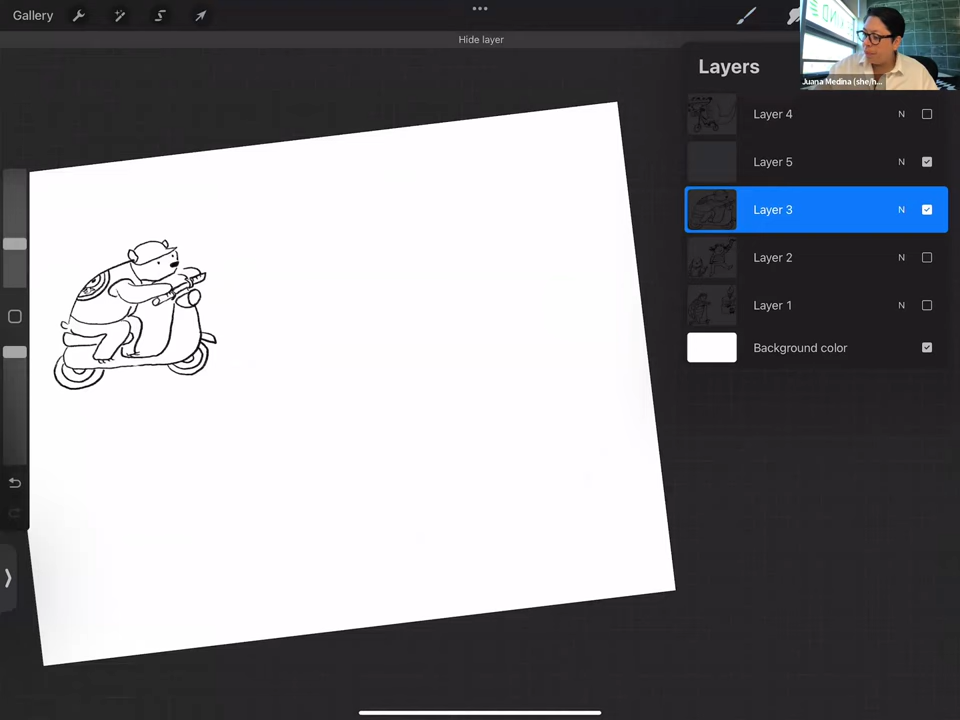 Gallery
Hide layer
Layers
Juana Medina (she/h...
Layer 4 N
Layer 5 N
Layer 3 N
Layer 2 N
Layer 1 N
Background color